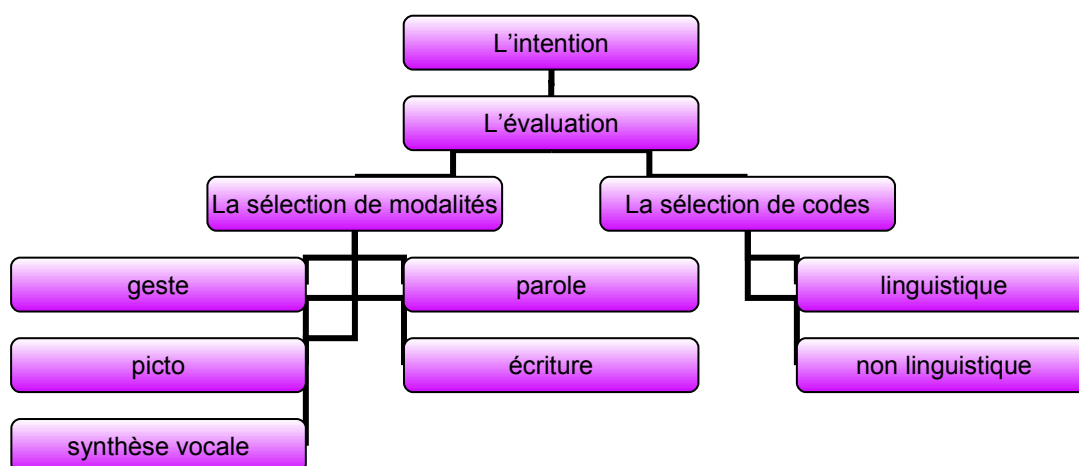 L'intention
L'évaluation
La sélection de modalités
La sélection de codes
geste
parole
linguistique
picto
écriture
non linguistique
synthèse vocale